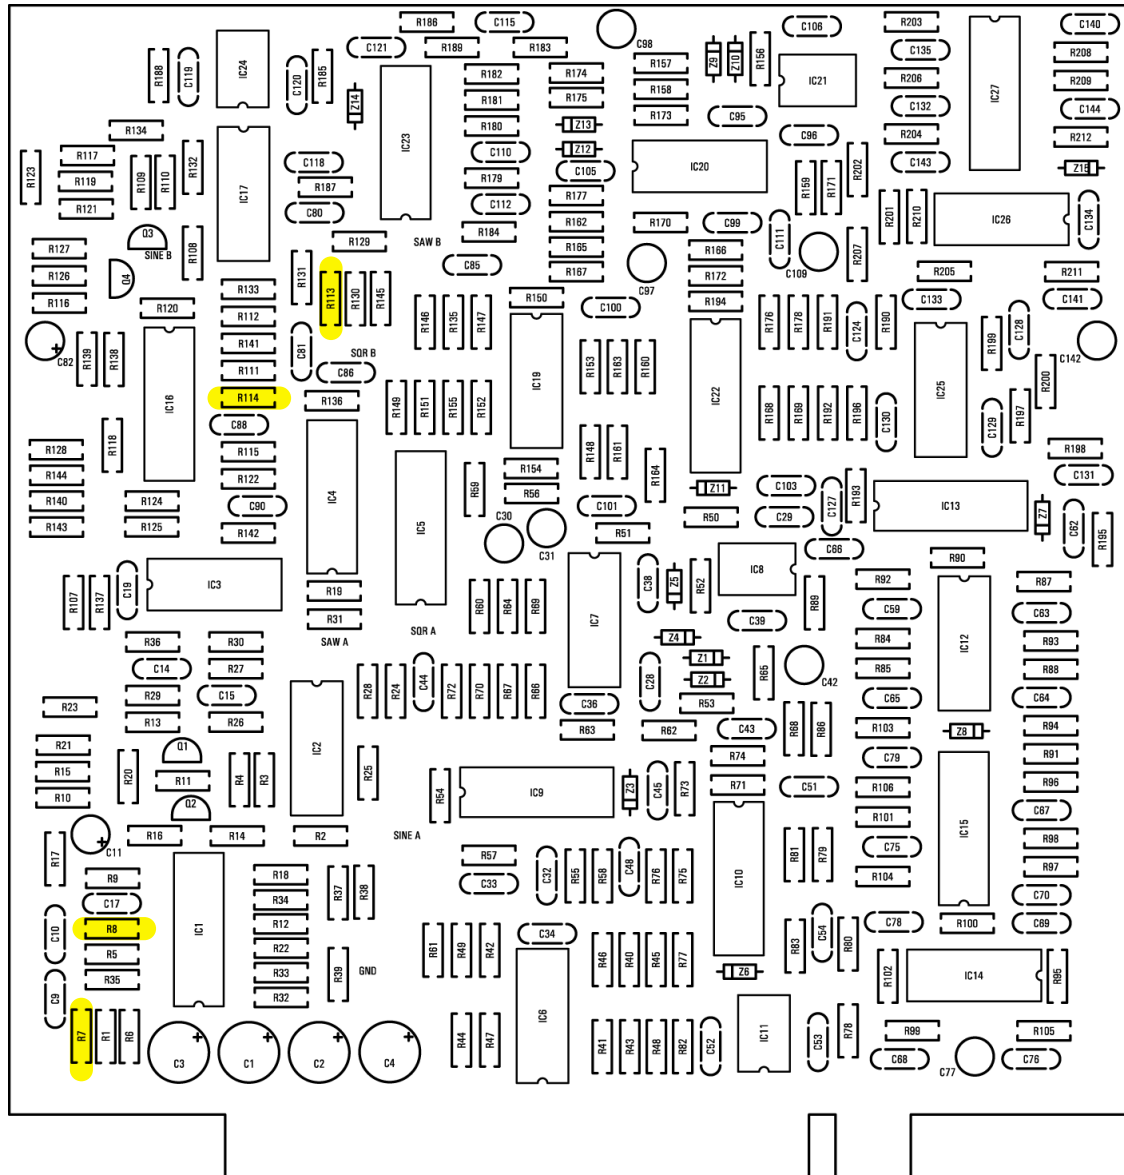 R186 C115 C98 C106 R203 C140
C121 R189 R183 Z9 Z10 R156 C135 R208
R188 C119 IC24 C120 R185 R182 R174 R157 IC21 R206 IC27 R209
Z14 IC23 R181 R175 R158 C132 C144
R134 R180 Z13 R173 C95 C96 R204 R212
R123 R117 R109 R110 R132 IC17 C118 C110 Z12 IC20 R202 C143 Z15
R119 R187 R179 C105 R159 R171
R121 C80 C112 R177 R201 R210 IC26 C134
Q3 SINE B R108 R184 R162 R170 C99 C111
R127 R129 SAW B R165 R166 C109 R207
R126 Q4 R131 C85 R167 C97 R172 R205 R211
R116 R120 R133 R113 R130 R145 R150 R194 C133 C141
C82 R139 R138 IC16 R112 R146 R135 R147 IC19 C100 IC22 R176 R178 R191 C124 R190 IC25 R199 C128 C142
R141 C81 SQR B R153 R163 R160
R111 C86 R200
R114 R136 R149 R151 R155 R152 R168 R169 R192 R196 C130 C129 R197
R118 C88 IC4 IC5
R128 R115 R148 R161 R164 R198
R144 R122 R59 R154 C103 C127 R193 IC13 C131
R140 R124 C90 R56 C101 Z11 C29 Z7 C62 R195
R143 R125 R142 C30 C31 R51 R50 C66
R107 R137 C19 IC3 R19 R60 R64 R69 IC7 C38 Z5 R52 IC8 R89 R92 R90 IC12 R87
R31 C39 C59 C63
R36 R30 SAW A SQR A Z4 R84 R93
C14 R27 Z1 R65 C42 R85 R88
R23 R29 C15 IC2 R28 R24 C44 R72 R70 R67 R66 C36 C28 Z2 R53 C65 C64
R13 R26 R63 R62 C43 R68 R86 R103 Z8 R94
R21 Q1 R74 C79 R91
R15 R20 R11 R4 R3 R25 R54 IC9 Z3 C45 R73 R71 C51 R106 IC15 R96
R10 Q2 R101 C67
C11 R16 R14 R2 SINE A IC10 R98
R17 R57 C32 R55 R58 C48 R76 R75 R81 R79 C75 R97
R9 R18 R37 R38 C33 R104
C17 IC1 R34 C70
C10 R8 R12 R61 R49 R42 C34 R83 C54 R80 C78 R100 C69
R5 R22 R39 GND R46 R40 R45 R77
C9 R35 R33 IC6 Z6 R102 IC14 R95
R32
R7 R1 R6 C3 C1 C2 C4 R44 R47 R41 R43 R48 R82 C52 IC11 C53 R78 R99 R105
C68 C77 C76